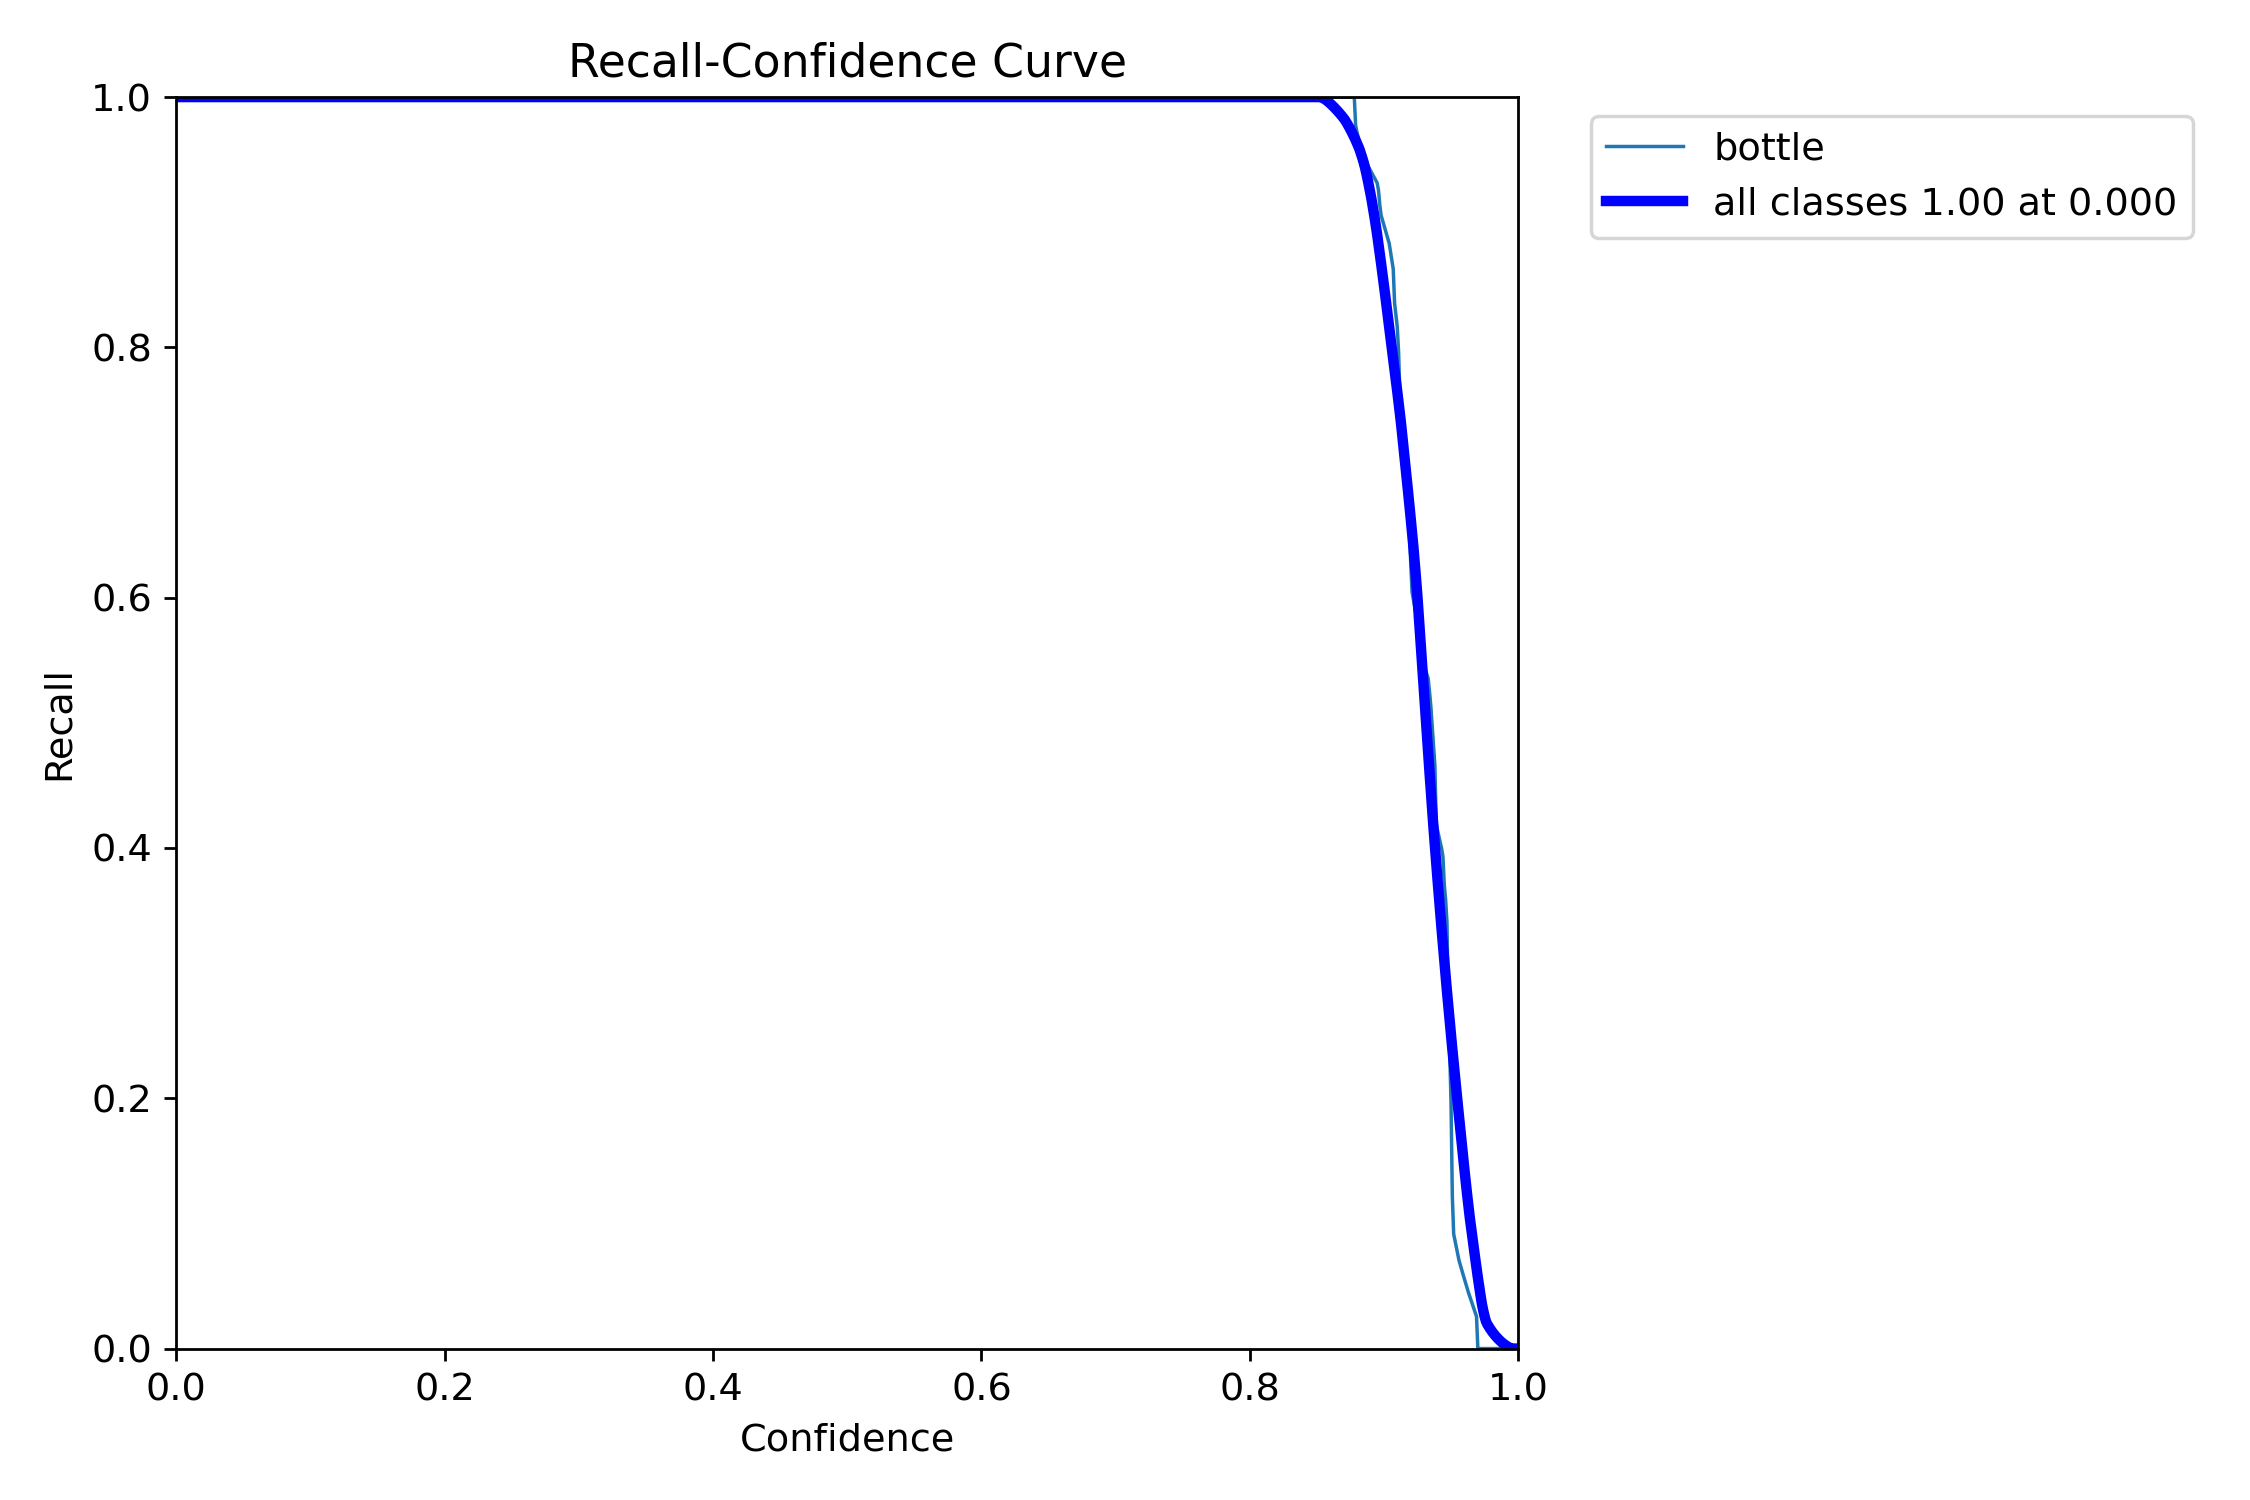 Recall-Confidence Curve
1.0
0.8
0.6
0.4
0.2
0.0
Recall
0.0 0.2 0.4 0.6 0.8 1.0
Confidence
bottle
all classes 1.00 at 0.000